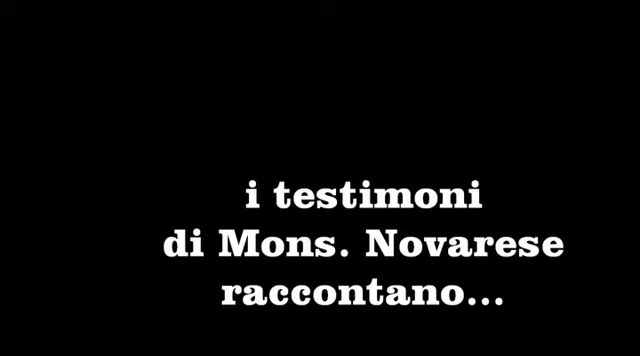 i testimoni
di Mons. Novarese
raccontano...